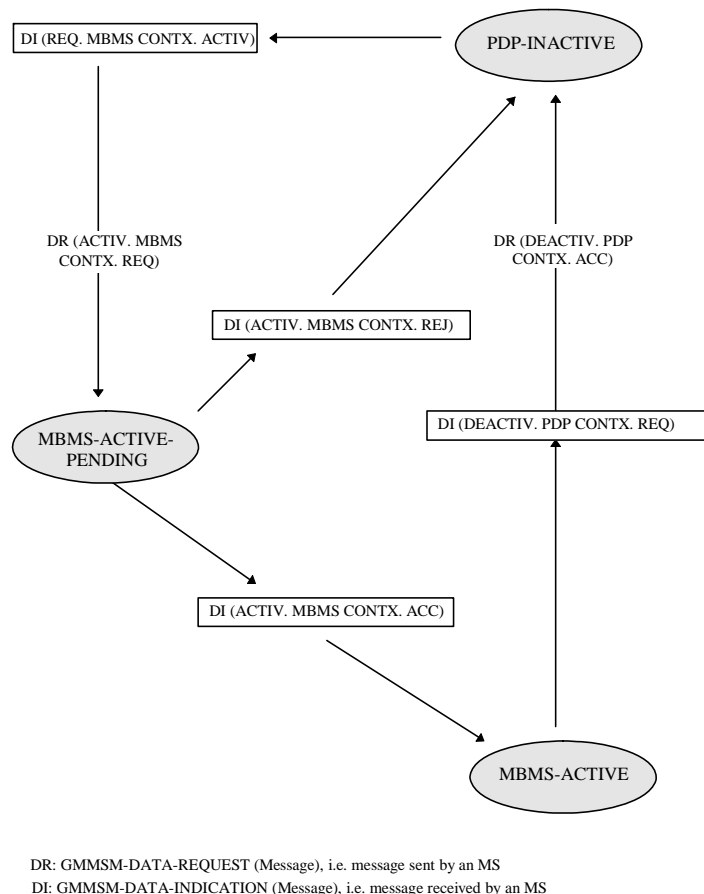 DI (REQ. MBMS CONTX. ACTIV)
PDP-INACTIVE
DR (ACTIV. MBMS
CONTX. REQ)
DR (DEACTIV. PDP
CONTX. ACC)
DI (ACTIV. MBMS CONTX. REJ)
MBMS-ACTIVE-
PENDING
DI (DEACTIV. PDP CONTX. REQ)
DI (ACTIV. MBMS CONTX. ACC)
MBMS-ACTIVE
DR: GMMSM-DATA-REQUEST (Message), i.e. message sent by an MS
DI: GMMSM-DATA-INDICATION (Message), i.e. message received by an MS